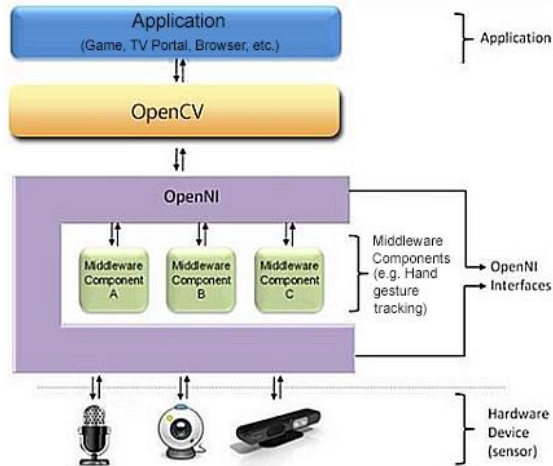 Application
(Game, TV Portal, Browser, etc.)
Application
OpenCV
OpenNI
Middleware
Component
A
Middleware
Component
B
Middleware
Component
C
Middleware
Components
(e.g. Hand
gesture
tracking)
OpenNI
Interfaces
Hardware
Device
(sensor)